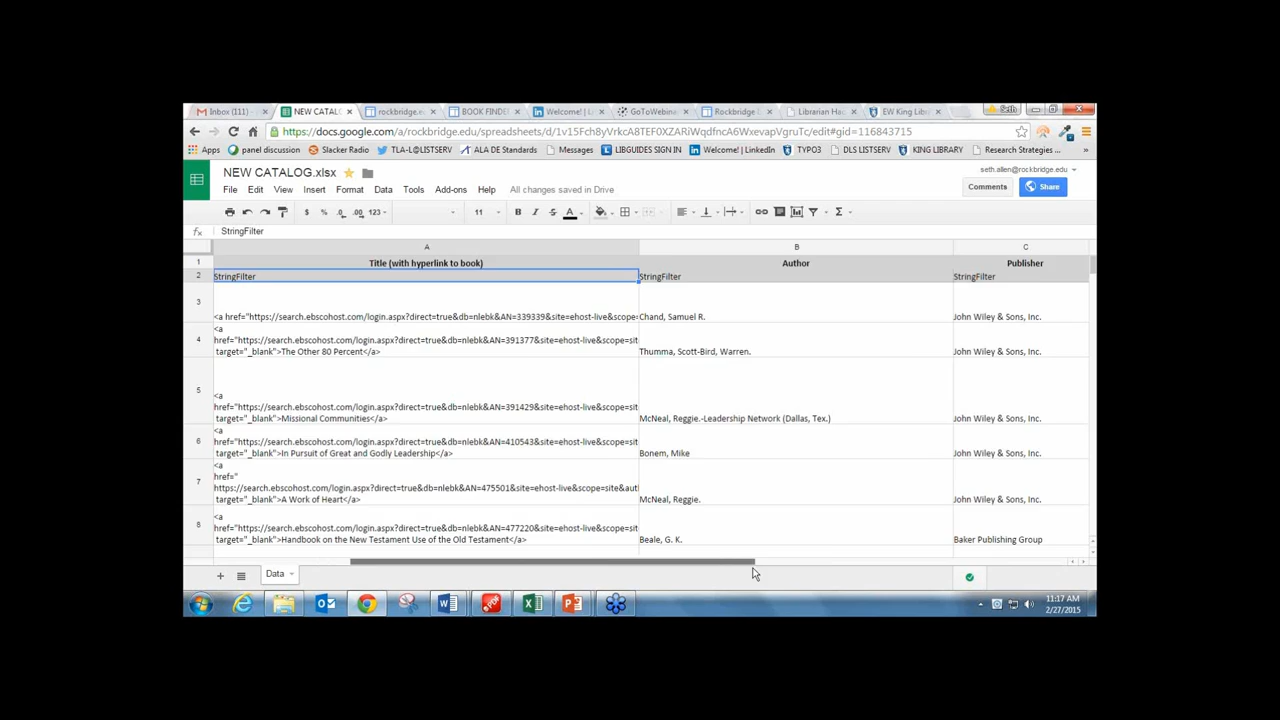 Inbox (111) - NEW CATAL rockbridge.e BOOK FINDE Welcome! | L GoToWebine Rockbridge D Librarian Ha EW King Libr Seth
https://docs.google.com/a/rockbridge.edu/spreadsheets/d/1v15Fch8yVrkcA8TEF0XZARiWqdfncA6WxevapVgruTc/edit#gid=116843715
Apps panel discussion Slacker Radio TLA-L@LISTSERV ALA DE Standards Messages LIBGUIDES SIGN IN Welcome! | LinkedIn TYPO3 DLS LISTSERV KING LIBRARY Research Strategies ... »
NEW CATALOG.xlsx
seth.allen@rockbridge.edu
File Edit View Insert Format Data Tools Add-ons Help All changes saved in Drive
Comments Share
$ % .0 .00 123 11 B I S A Σ
fx StringFilter
A B C
1 Title (with hyperlink to book) Author Publisher
2 StringFilter StringFilter StringFilter
3 <a href="https://search.ebscohost.com/login.aspx?direct=true&db=nlebk&AN=339339&site=ehost-live&scope= Chand, Samuel R. John Wiley & Sons, Inc.
<a
4 href="https://search.ebscohost.com/login.aspx?direct=true&db=nlebk&AN=391377&site=ehost-live&scope=sit
target="_blank">The Other 80 Percent</a> Thumma, Scott-Bird, Warren. John Wiley & Sons, Inc.
5
<a
href="https://search.ebscohost.com/login.aspx?direct=true&db=nlebk&AN=391429&site=ehost-live&scope=sit
target="_blank">Missional Communities</a> McNeal, Reggie.-Leadership Network (Dallas, Tex.) John Wiley & Sons, Inc.
<a
6 href="https://search.ebscohost.com/login.aspx?direct=true&db=nlebk&AN=410543&site=ehost-live&scope=sit
target="_blank">In Pursuit of Great and Godly Leadership</a> Bonem, Mike John Wiley & Sons, Inc.
<a
7 href="
https://search.ebscohost.com/login.aspx?direct=true&db=nlebk&AN=475501&site=ehost-live&scope=site&aut
target="_blank">A Work of Heart</a> McNeal, Reggie. John Wiley & Sons, Inc.
<a
8 href="https://search.ebscohost.com/login.aspx?direct=true&db=nlebk&AN=477220&site=ehost-live&scope=sit
target="_blank">Handbook on the New Testament Use of the Old Testament</a> Beale, G. K. Baker Publishing Group
+ Data
11:17 AM
2/27/2015